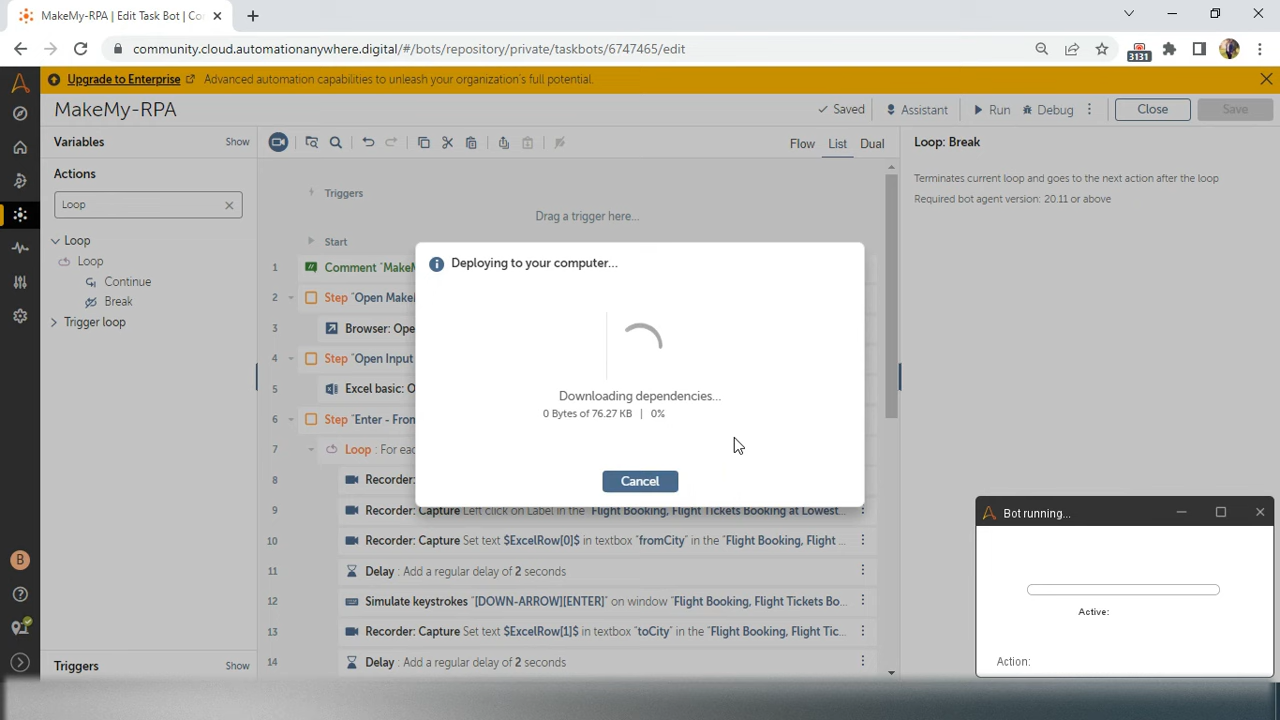 MakeMy-RPA | Edit Task Bot | Co
community.cloud.automationanywhere.digital/#/bots/repository/private/taskbots/6747465/edit
3131
Upgrade to Enterprise Advanced automation capabilities to unleash your organization's full potential.
MakeMy-RPA
Saved
Assistant
Run
Debug
Close
Save
Variables
Show
Flow
List
Dual
Loop: Break
Actions
Terminates current loop and goes to the next action after the loop
Required bot agent version: 20.11 or above
Loop
Triggers
Drag a trigger here...
Loop
Start
Loop
Continue
Break
Trigger loop
1 Comment "MakeM
2 Step "Open MakeM
3 Browser: Ope
4 Step "Open Input
5 Excel basic: O
6 Step "Enter - From
7 Loop : For eac
8 Recorder:
9 Recorder: Capture Left click on Label in the "Flight Booking, Flight Tickets Booking at Lowest...
10 Recorder: Capture Set text $ExcelRow[0]$ in textbox "fromCity" in the "Flight Booking, Flight ...
11 Delay : Add a regular delay of 2 seconds
12 Simulate keystrokes "[DOWN-ARROW][ENTER]" on window "Flight Booking, Flight Tickets Bo...
13 Recorder: Capture Set text $ExcelRow[1]$ in textbox "toCity" in the "Flight Booking, Flight Tic...
14 Delay : Add a regular delay of 2 seconds
Deploying to your computer...
Downloading dependencies...
0 Bytes of 76.27 KB | 0%
Cancel
Bot running...
Active:
Action:
B
Triggers
Show